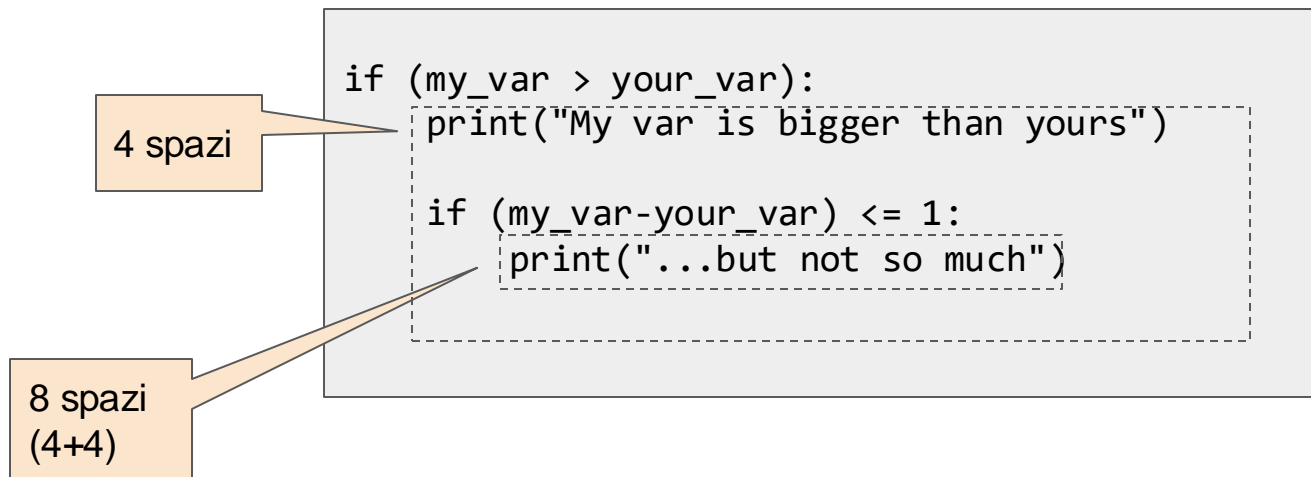 if (my_var > your_var):
4 spazi
print("My var is bigger than yours")
if (my_var-your_var) <= 1:
print("...but not so much")
8 spazi
(4+4)